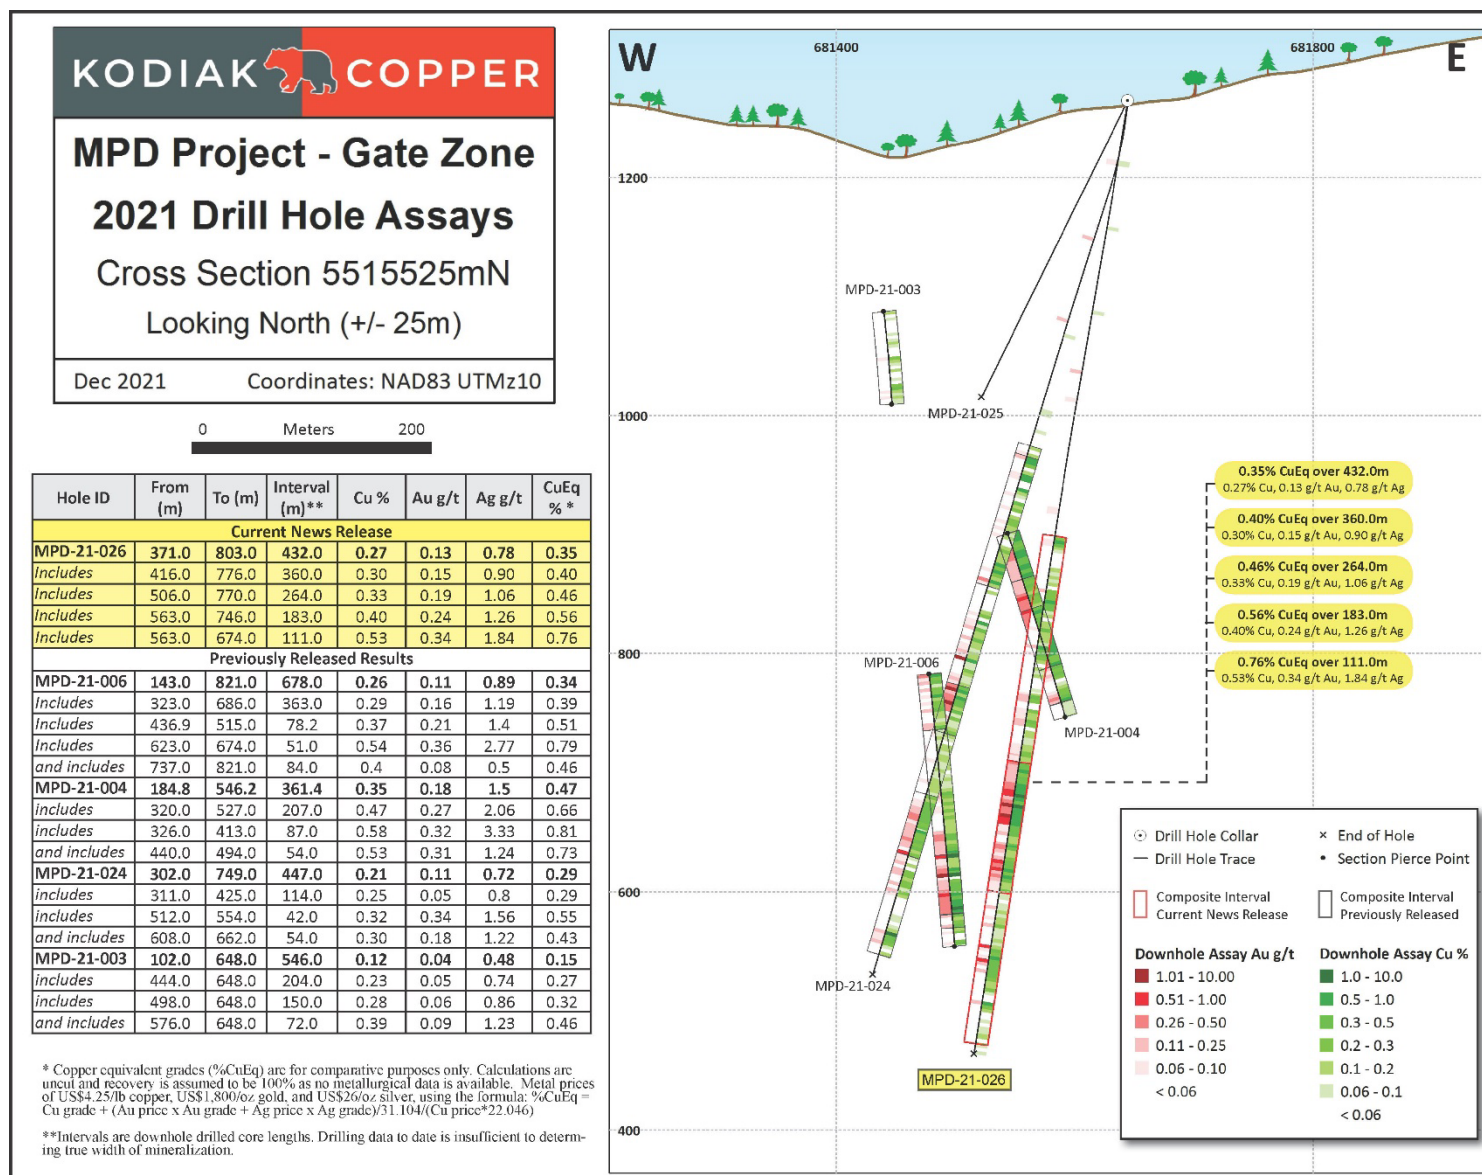 KODIAK COPPER
MPD Project - Gate Zone
2021 Drill Hole Assays
Cross Section 5515525mN
Looking North (+/- 25m)
Dec 2021 Coordinates: NAD83 UTMz10
0 Meters 200
Hole ID From (m) To (m) Interval (m)** Cu % Au g/t Ag g/t CuEq % *
Current News Release
MPD-21-026 371.0 803.0 432.0 0.27 0.13 0.78 0.35
Includes 416.0 776.0 360.0 0.30 0.15 0.90 0.40
Includes 506.0 770.0 264.0 0.33 0.19 1.06 0.46
Includes 563.0 746.0 183.0 0.40 0.24 1.26 0.56
Includes 563.0 674.0 111.0 0.53 0.34 1.84 0.76
Previously Released Results
MPD-21-006 143.0 821.0 678.0 0.26 0.11 0.89 0.34
Includes 323.0 686.0 363.0 0.29 0.16 1.19 0.39
Includes 436.9 515.0 78.2 0.37 0.21 1.4 0.51
Includes 623.0 674.0 51.0 0.54 0.36 2.77 0.79
and includes 737.0 821.0 84.0 0.4 0.08 0.5 0.46
MPD-21-004 184.8 546.2 361.4 0.35 0.18 1.5 0.47
includes 320.0 527.0 207.0 0.47 0.27 2.06 0.66
includes 326.0 413.0 87.0 0.58 0.32 3.33 0.81
and includes 440.0 494.0 54.0 0.53 0.31 1.24 0.73
MPD-21-024 302.0 749.0 447.0 0.21 0.11 0.72 0.29
includes 311.0 425.0 114.0 0.25 0.05 0.8 0.29
includes 512.0 554.0 42.0 0.32 0.34 1.56 0.55
and includes 608.0 662.0 54.0 0.30 0.18 1.22 0.43
MPD-21-003 102.0 648.0 546.0 0.12 0.04 0.48 0.15
includes 444.0 648.0 204.0 0.23 0.05 0.74 0.27
includes 498.0 648.0 150.0 0.28 0.06 0.86 0.32
and includes 576.0 648.0 72.0 0.39 0.09 1.23 0.46
* Copper equivalent grades (%CuEq) are for comparative purposes only. Calculations are
uncut and recovery is assumed to be 100% as no metallurgical data is available. Metal prices
of US$4.25/lb copper, US$1,800/oz gold, and US$26/oz silver, using the formula: %CuEq =
Cu grade + (Au price x Au grade + Ag price x Ag grade)/31.104/(Cu price*22.046)
**Intervals are downhole drilled core lengths. Drilling data to date is insufficient to determ-
ing true width of mineralization.
W 681400 681800 E
1200
MPD-21-003
1000
MPD-21-025
0.35% CuEq over 432.0m
0.27% Cu, 0.13 g/t Au, 0.78 g/t Ag
0.40% CuEq over 360.0m
0.30% Cu, 0.15 g/t Au, 0.90 g/t Ag
0.46% CuEq over 264.0m
0.33% Cu, 0.19 g/t Au, 1.06 g/t Ag
0.56% CuEq over 183.0m
0.40% Cu, 0.24 g/t Au, 1.26 g/t Ag
0.76% CuEq over 111.0m
0.53% Cu, 0.34 g/t Au, 1.84 g/t Ag
800
MPD-21-006
MPD-21-004
600
MPD-21-024
MPD-21-026
400
Drill Hole Collar
End of Hole
Drill Hole Trace
Section Pierce Point
Composite Interval
Current News Release
Composite Interval
Previously Released
Downhole Assay Au g/t
1.01 - 10.00
0.51 - 1.00
0.26 - 0.50
0.11 - 0.25
0.06 - 0.10
< 0.06
Downhole Assay Cu %
1.0 - 10.0
0.5 - 1.0
0.3 - 0.5
0.2 - 0.3
0.1 - 0.2
0.06 - 0.1
< 0.06